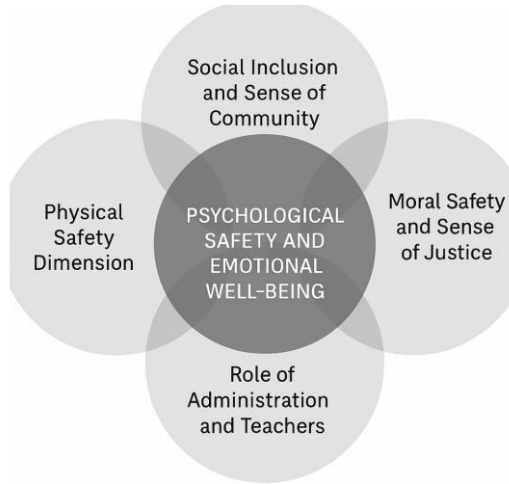 Social Inclusion
and Sense of
Community
Physical
Safety
Dimension
PSYCHOLOGICAL
SAFETY AND
EMOTIONAL
WELL-BEING
Moral Safety
and Sense
of Justice
Role of
Administration
and Teachers